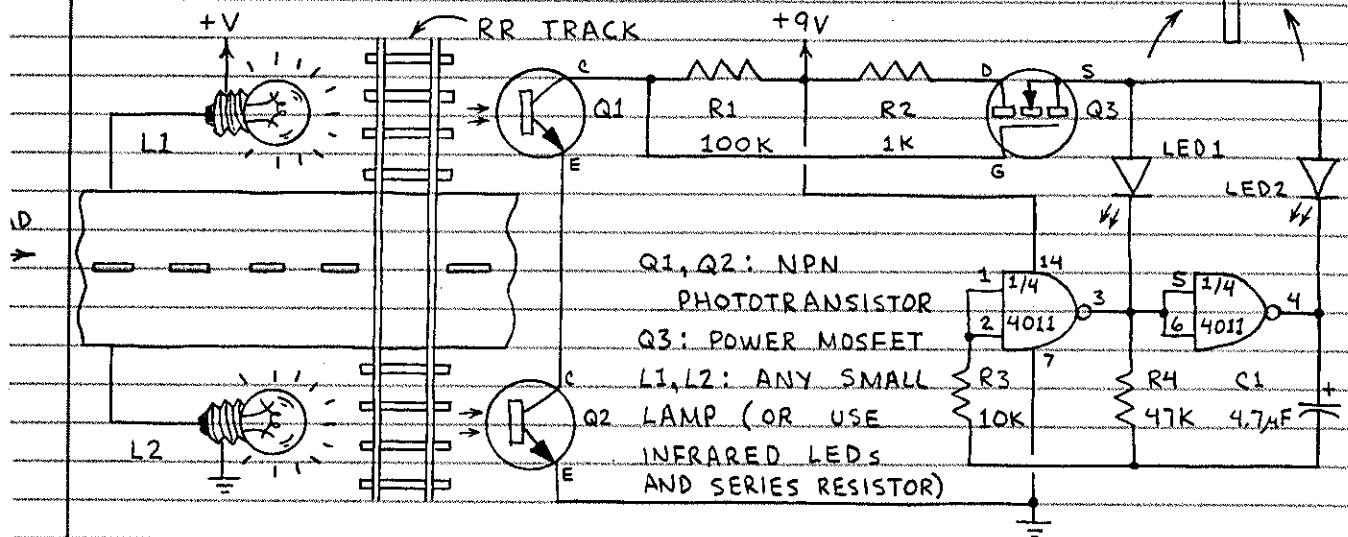 +V
RR TRACK
+9V
C
Q1
E
R1
100K
R2
1K
D
S
Q3
G
L1
LED1
LED2
D
Q1, Q2: NPN
PHOTOTRANSISTOR
Q3: POWER MOSFET
L1, L2: ANY SMALL
LAMP (OR USE
INFRARED LEDs
AND SERIES RESISTOR)
14
1
2
1/4
4011
3
7
5
6
1/4
4011
4
R3
10K
R4
47K
C1
4.7µF
+
L2
C
Q2
E